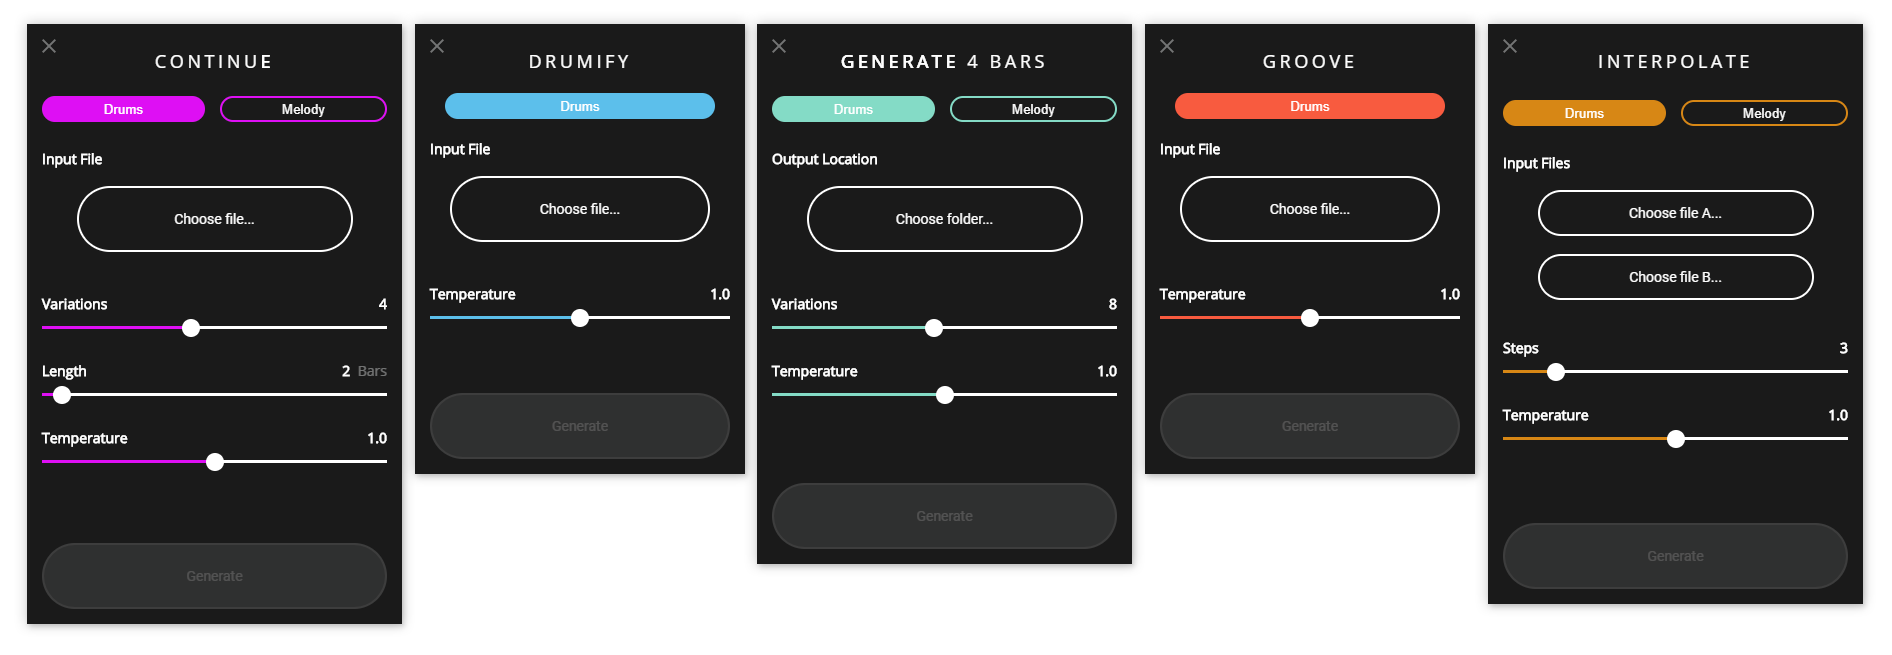 CONTINUE
Drums
Melody
Input File
Choose file...
Variations 4
Length 2 Bars
Temperature 1.0
Generate
DRUMIFY
Drums
Input File
Choose file...
Temperature 1.0
Generate
GENERATE 4 BARS
Drums
Melody
Output Location
Choose folder...
Variations 8
Temperature 1.0
Generate
GROOVE
Drums
Input File
Choose file...
Temperature 1.0
Generate
INTERPOLATE
Drums
Melody
Input Files
Choose file A...
Choose file B...
Steps 3
Temperature 1.0
Generate